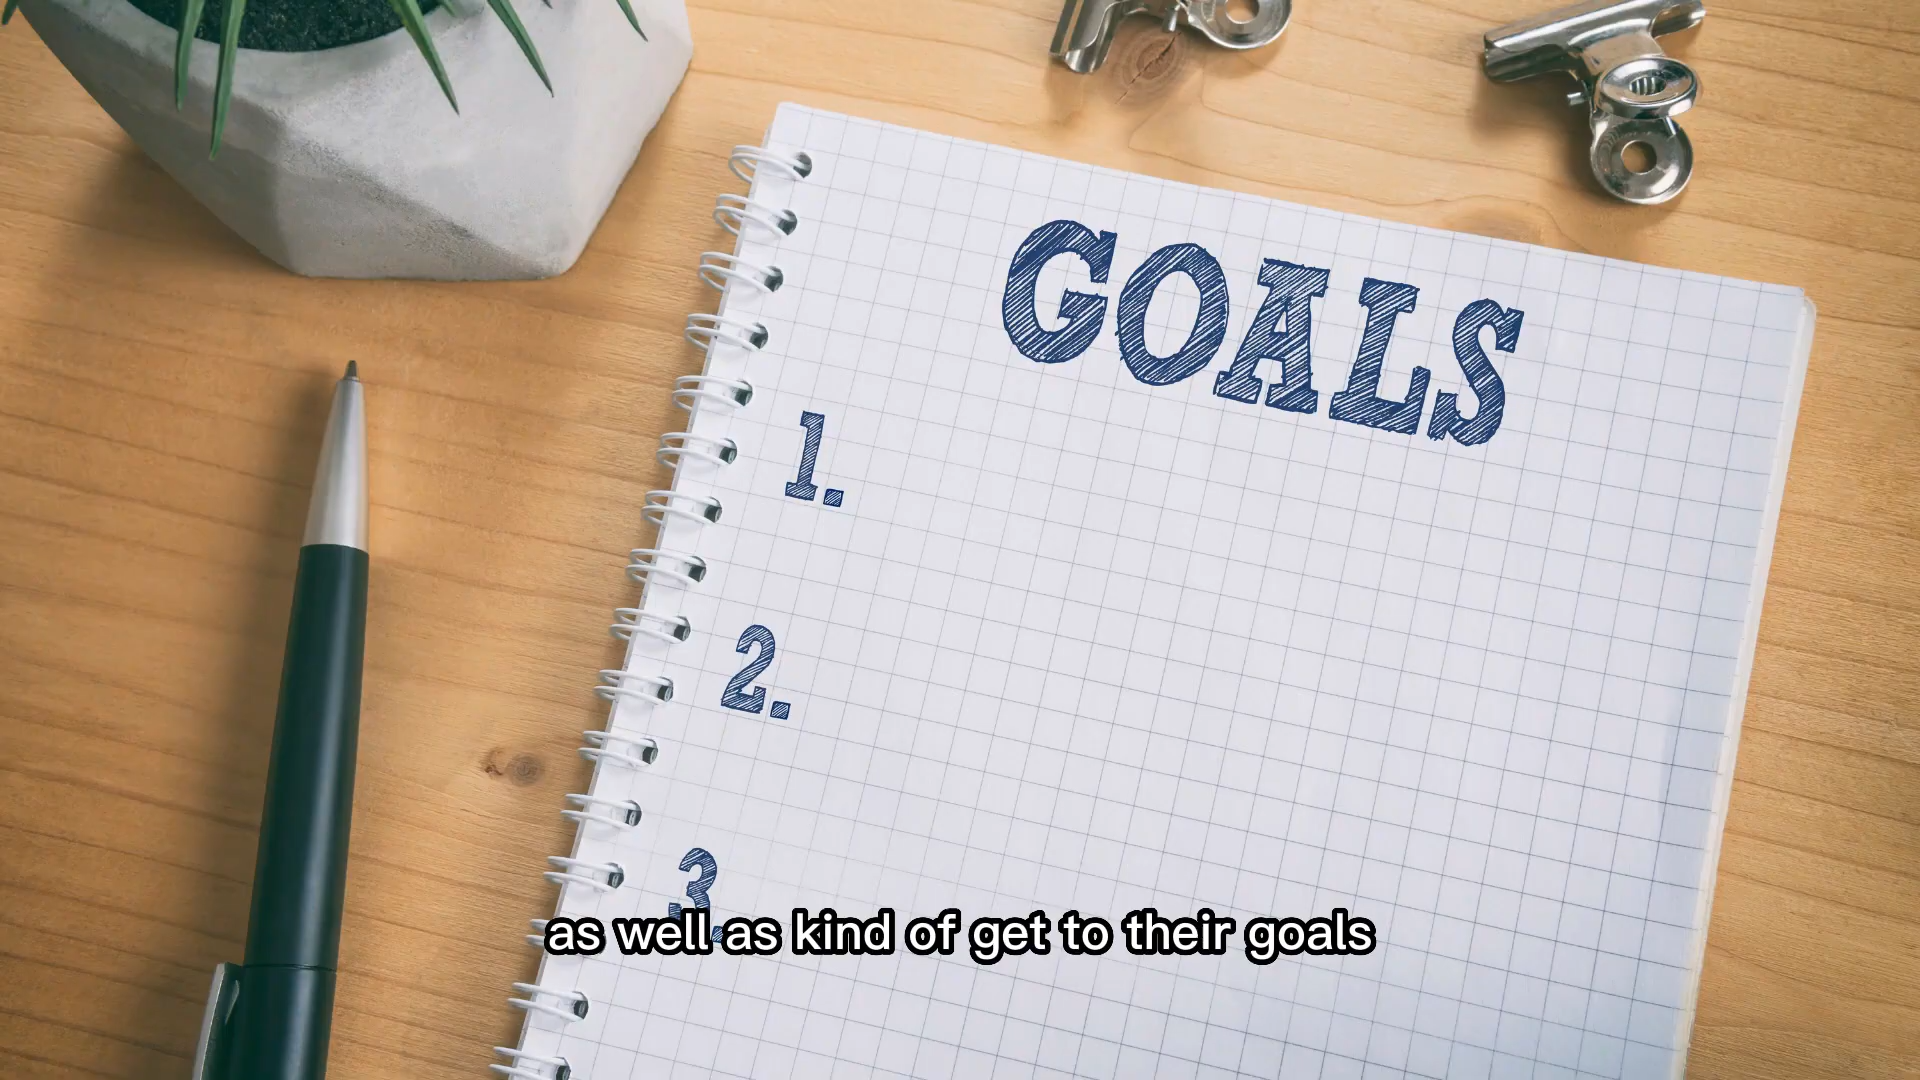 GOALS
1.
2.
3.
as well as kind of get to their goals